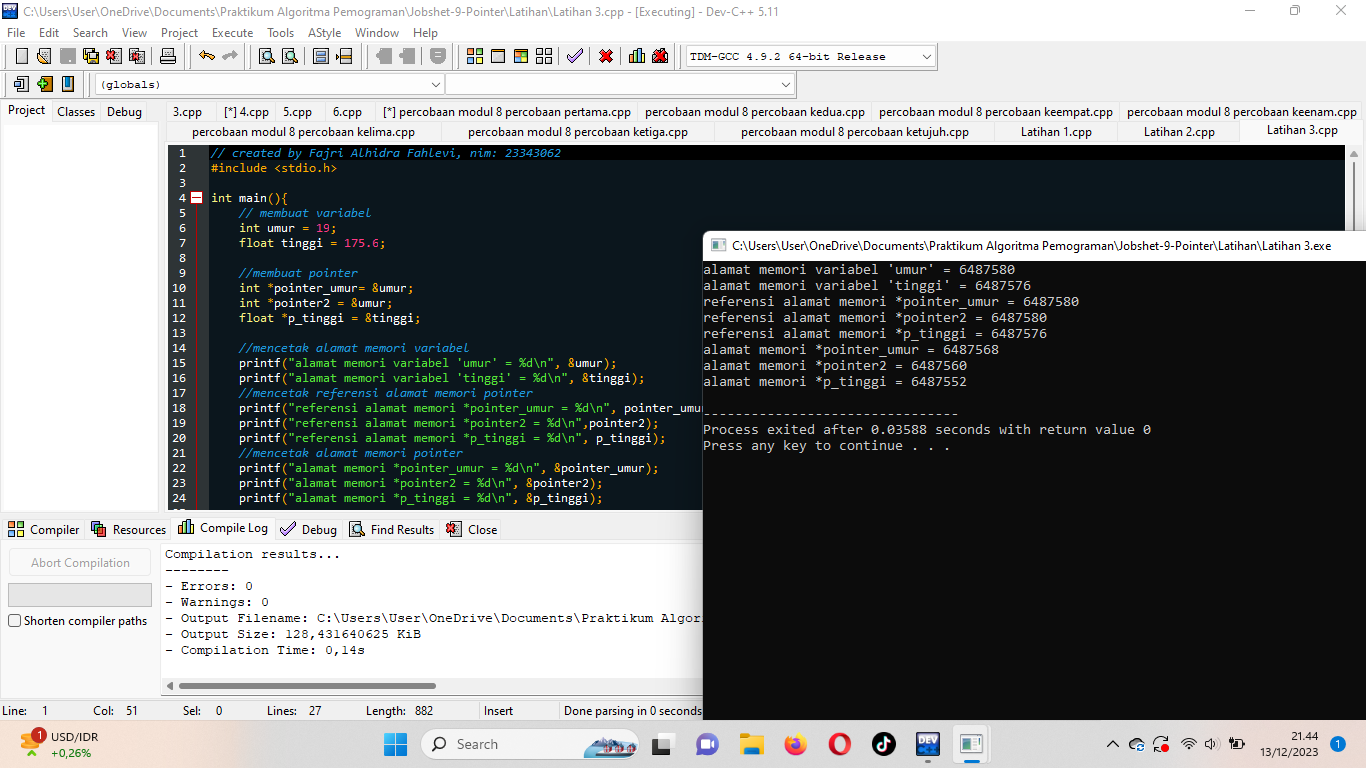 C:\Users\User\OneDrive\Documents\Praktikum Algoritma Pemograman\Jobshet-9-Pointer\Latihan\Latihan 3.cpp - [Executing] - Dev-C++ 5.11
File Edit Search View Project Execute Tools AStyle Window Help
TDM-GCC 4.9.2 64-bit Release
(globals)
Project Classes Debug
3.cpp [*] 4.cpp 5.cpp 6.cpp [*] percobaan modul 8 percobaan pertama.cpp percobaan modul 8 percobaan kedua.cpp percobaan modul 8 percobaan keempat.cpp percobaan modul 8 percobaan keenam.cpp
percobaan modul 8 percobaan kelima.cpp percobaan modul 8 percobaan ketiga.cpp percobaan modul 8 percobaan ketujuh.cpp Latihan 1.cpp Latihan 2.cpp Latihan 3.cpp
1 // created by Fajri Alhidra Fahlevi, nim: 23343062
2 #include <stdio.h>
3
4 int main(){
5 // membuat variabel
6 int umur = 19;
7 float tinggi = 175.6;
8
9 //membuat pointer
10 int *pointer_umur= &umur;
11 int *pointer2 = &umur;
12 float *p_tinggi = &tinggi;
13
14 //mencetak alamat memori variabel
15 printf("alamat memori variabel 'umur' = %d\n", &umur);
16 printf("alamat memori variabel 'tinggi' = %d\n", &tinggi);
17 //mencetak referensi alamat memori pointer
18 printf("referensi alamat memori *pointer_umur = %d\n", pointer_umu
19 printf("referensi alamat memori *pointer2 = %d\n",pointer2);
20 printf("referensi alamat memori *p_tinggi = %d\n", p_tinggi);
21 //mencetak alamat memori pointer
22 printf("alamat memori *pointer_umur = %d\n", &pointer_umur);
23 printf("alamat memori *pointer2 = %d\n", &pointer2);
24 printf("alamat memori *p_tinggi = %d\n", &p_tinggi);
C:\Users\User\OneDrive\Documents\Praktikum Algoritma Pemograman\Jobshet-9-Pointer\Latihan\Latihan 3.exe
alamat memori variabel 'umur' = 6487580
alamat memori variabel 'tinggi' = 6487576
referensi alamat memori *pointer_umur = 6487580
referensi alamat memori *pointer2 = 6487580
referensi alamat memori *p_tinggi = 6487576
alamat memori *pointer_umur = 6487568
alamat memori *pointer2 = 6487560
alamat memori *p_tinggi = 6487552
--------------------------------
Process exited after 0.03588 seconds with return value 0
Press any key to continue . . .
Compiler Resources Compile Log Debug Find Results Close
Abort Compilation
Shorten compiler paths
Compilation results...
--------
- Errors: 0
- Warnings: 0
- Output Filename: C:\Users\User\OneDrive\Documents\Praktikum Algor
- Output Size: 128,431640625 KiB
- Compilation Time: 0,14s
Line: 1 Col: 51 Sel: 0 Lines: 27 Length: 882 Insert Done parsing in 0 seconds
1 USD/IDR
+0,26%
Search
DEV
21.44
13/12/2023
1